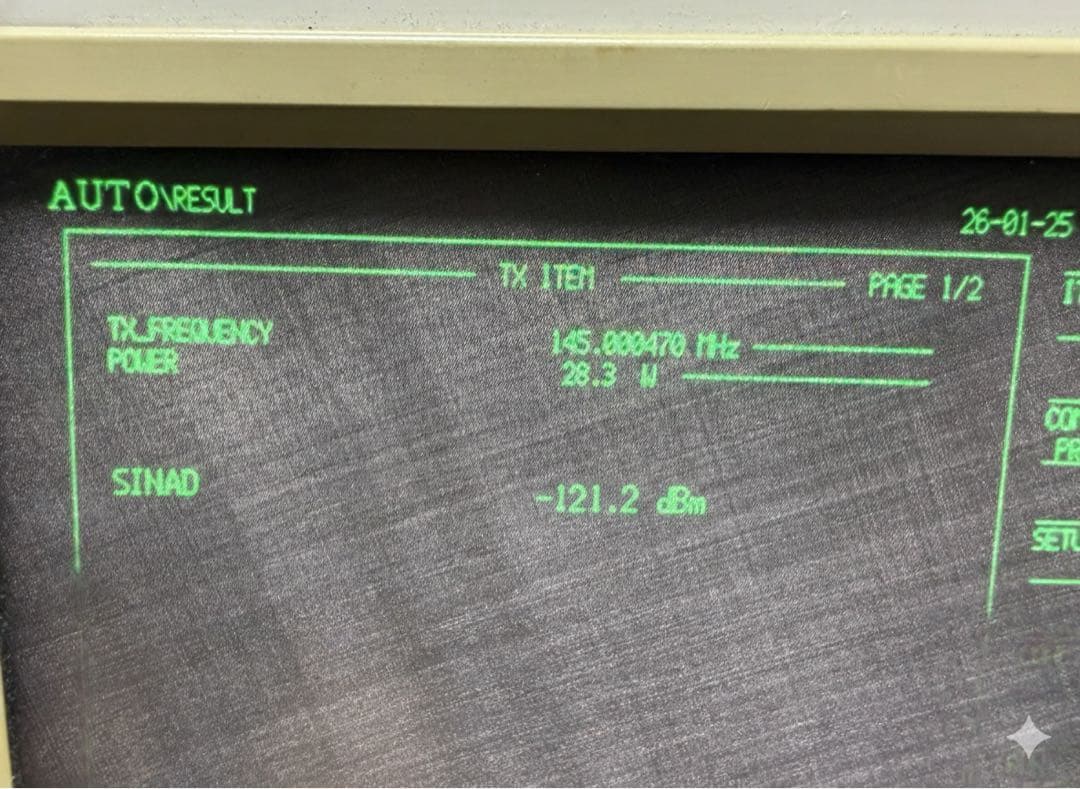 AUTO\RESULT
26-01-25
TX ITEM
PAGE 1/2
TX_FREQUENCY 145.000470 MHz
POWER 28.3 W
SINAD -121.2 dBm